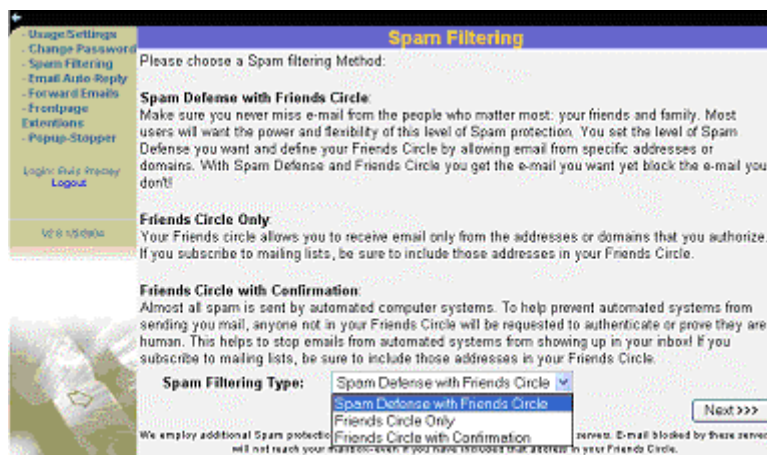 - Usage/Settings
- Change Password
- Spam Filtering
- Email Auto-Reply
- Forward Emails
- Frontpage
Extentions
- Popup-Stopper
Login: Elvis Presley
Logout
Spam Filtering
Please choose a Spam filtering Method:
Spam Defense with Friends Circle:
Make sure you never miss e-mail from the people who matter most: your friends and family. Most
users will want the power and flexibility of this level of Spam protection. You set the level of Spam
Defense you want and define your Friends Circle by allowing email from specific addresses or
domains. With Spam Defense and Friends Circle you get the e-mail you want yet block the e-mail you
don't!
Friends Circle Only:
Your Friends circle allows you to receive email only from the addresses or domains that you authorize.
If you subscribe to mailing lists, be sure to include those addresses in your Friends Circle.
Friends Circle with Confirmation:
Almost all spam is sent by automated computer systems. To help prevent automated systems from
sending you mail, anyone not in your Friends Circle will be requested to authenticate or prove they are
human. This helps to stop emails from automated systems from showing up in your inbox! If you
subscribe to mailing lists, be sure to include those addresses in your Friends Circle.
Spam Filtering Type: Spam Defense with Friends Circle
Spam Defense with Friends Circle
Friends Circle Only
Friends Circle with Confirmation
Next >>>
We employ additional Spam protectio servers. E-mail blocked by these server
will not reach your mailbox-even if you have included that address in your Friends Circle.